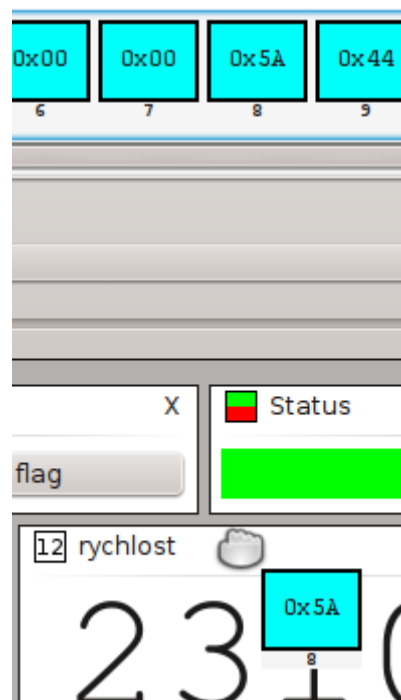 0x00 0x00 0x5A 0x44
6 7 8 9
X Status
flag
12 rychlost
0x5A
8